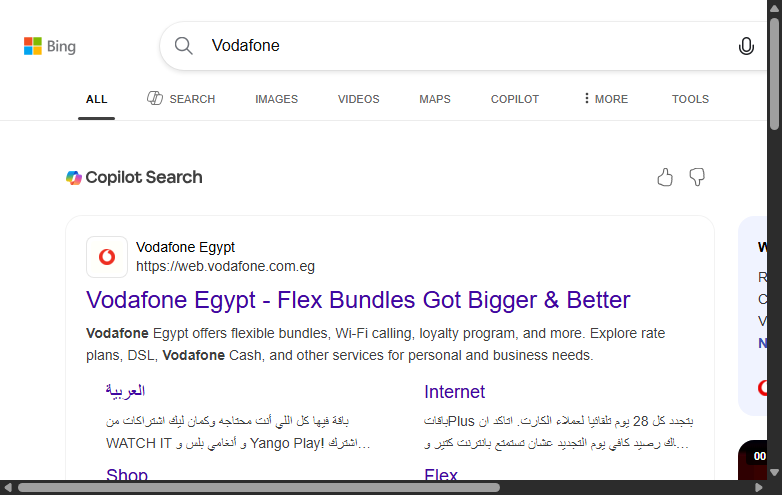 Bing
Vodafone
ALL SEARCH IMAGES VIDEOS MAPS COPILOT MORE TOOLS
Copilot Search
Vodafone Egypt
https://web.vodafone.com.eg
Vodafone Egypt - Flex Bundles Got Bigger & Better
Vodafone Egypt offers flexible bundles, Wi-Fi calling, loyalty program, and more. Explore rate
plans, DSL, Vodafone Cash, and other services for personal and business needs.
العربية
باقة فيها كل اللي أنت محتاجه وكمان ليك اشتراكات من
WATCH IT و أنغامي بلس و Yango Play! اشترك…
Internet
باقاتPlus بتجدد كل 28 يوم تلقائيا لعملاء الكارت. اتاكد ان
رصيد كافي يوم التجديد عشان تستمتع بانترنت كتير و…
Shop
Flex
W
R
C
V
N
00